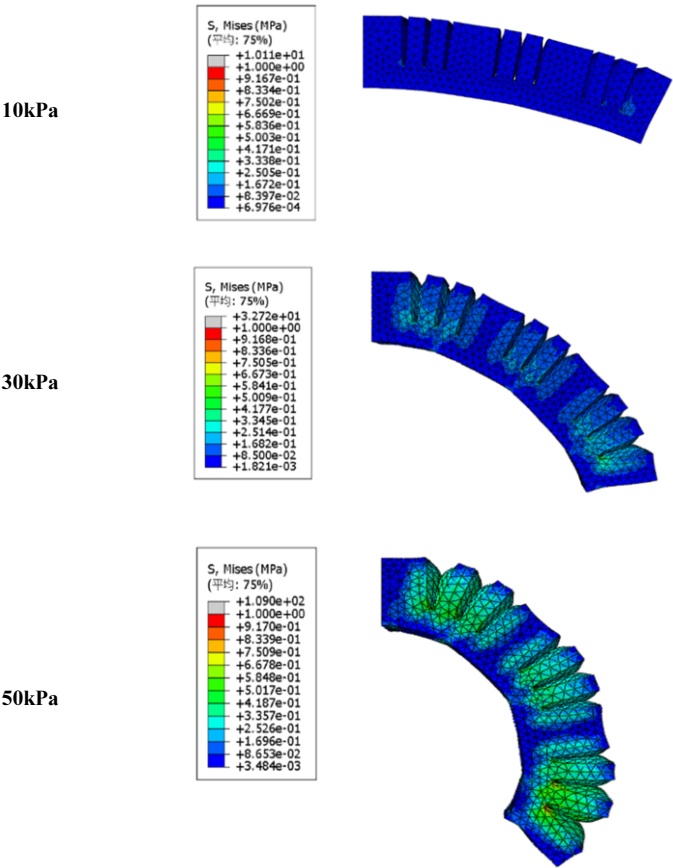 10kPa
S, Mises (MPa)
(平均: 75%)
+1.011e+01
+1.000e+00
+9.167e-01
+8.334e-01
+7.502e-01
+6.669e-01
+5.836e-01
+5.003e-01
+4.171e-01
+3.338e-01
+2.505e-01
+1.672e-01
+8.397e-02
+6.976e-04
30kPa
S, Mises (MPa)
(平均: 75%)
+3.272e+01
+1.000e+00
+9.168e-01
+8.336e-01
+7.505e-01
+6.673e-01
+5.841e-01
+5.009e-01
+4.177e-01
+3.345e-01
+2.514e-01
+1.682e-01
+8.500e-02
+1.821e-03
50kPa
S, Mises (MPa)
(平均: 75%)
+1.090e+02
+1.000e+00
+9.170e-01
+8.339e-01
+7.509e-01
+6.678e-01
+5.848e-01
+5.017e-01
+4.187e-01
+3.357e-01
+2.526e-01
+1.696e-01
+8.653e-02
+3.484e-03